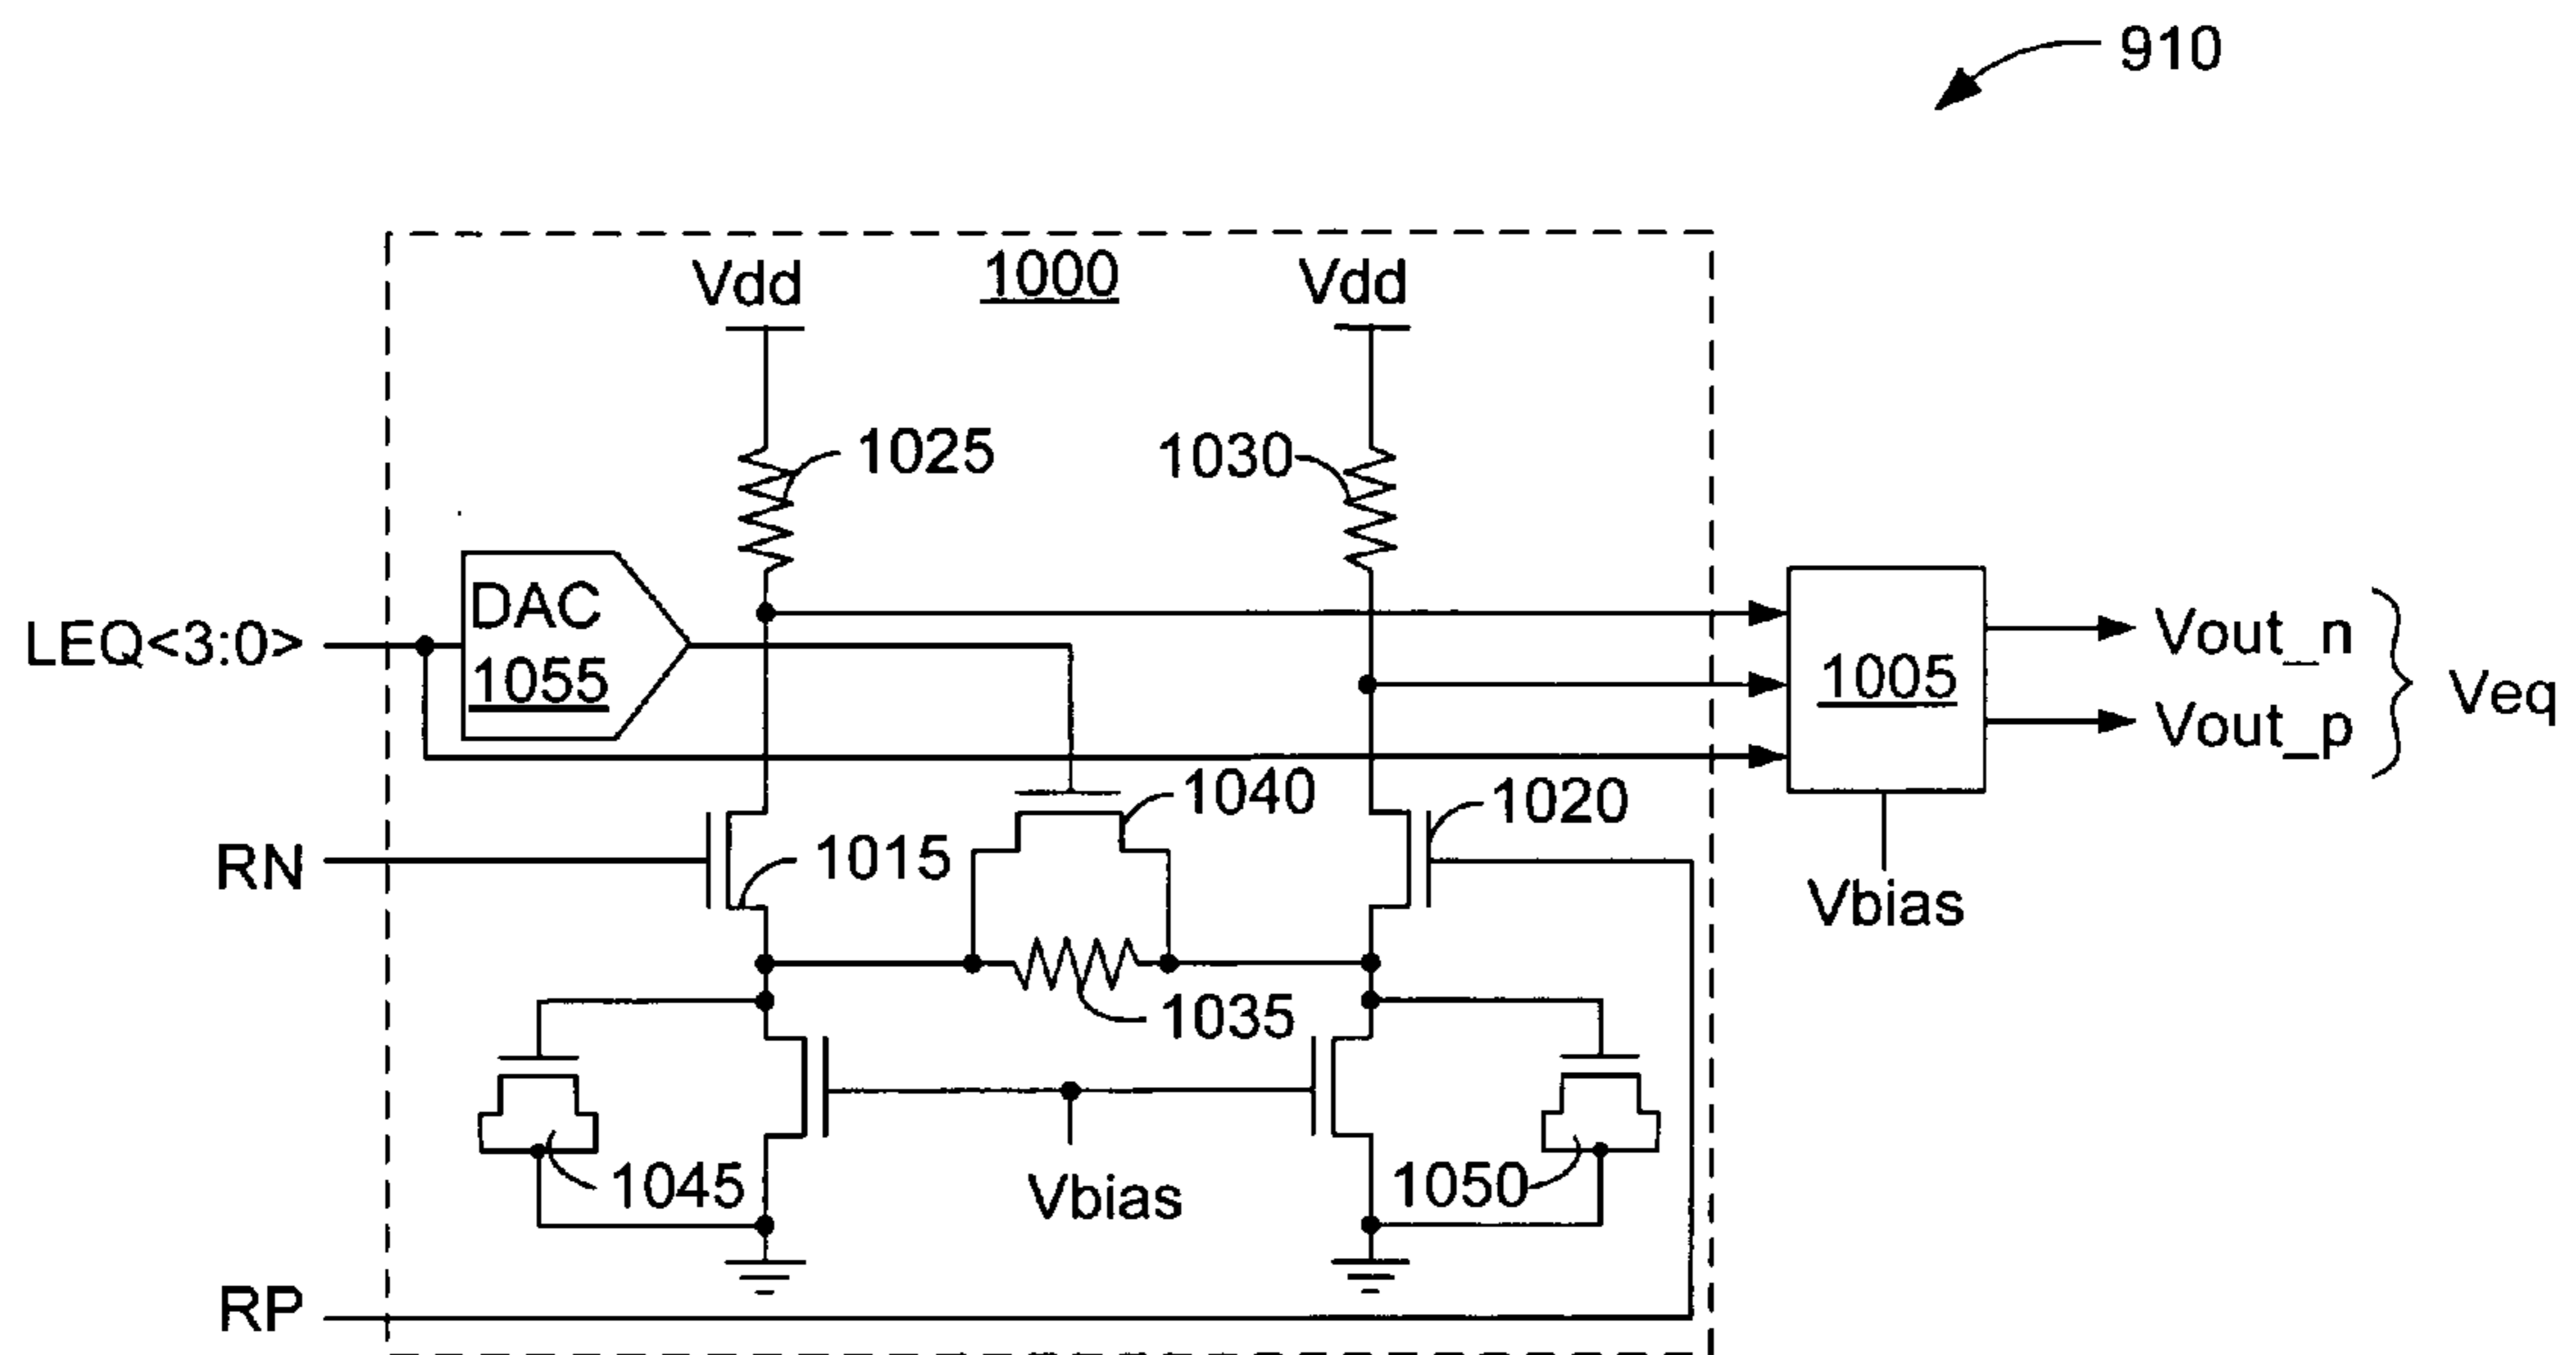 910
Vdd
1000
Vdd
1025
1030
DAC
1055
LEQ<3:0>
1005
Vout_n
Vout_p
Veq
1040
1020
RN
1015
Vbias
1035
1045
Vbias
1050
RP